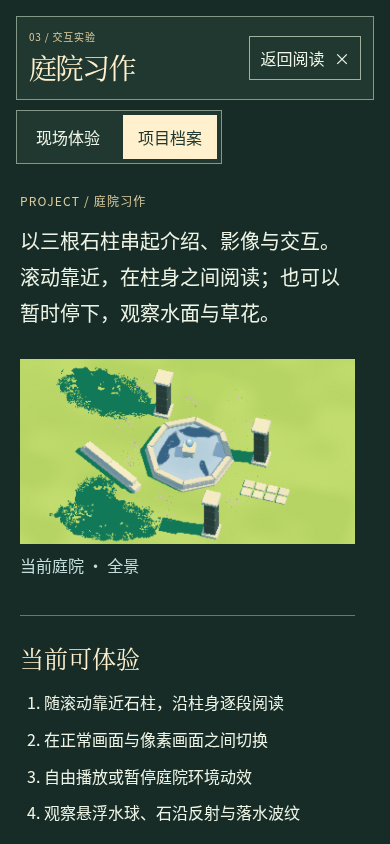 03 / 交互实验
庭院习作
返回阅读 ×
现场体验 项目档案
PROJECT / 庭院习作
以三根石柱串起介绍、影像与交互。
滚动靠近，在柱身之间阅读；也可以
暂时停下，观察水面与草花。
当前庭院 · 全景
当前可体验
1. 随滚动靠近石柱，沿柱身逐段阅读
2. 在正常画面与像素画面之间切换
3. 自由播放或暂停庭院环境动效
4. 观察悬浮水球、石沿反射与落水波纹